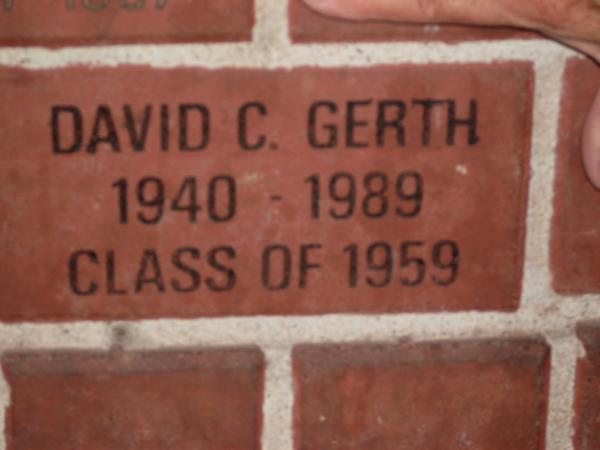 DAVID C. GERTH
1940 - 1989
CLASS OF 1959